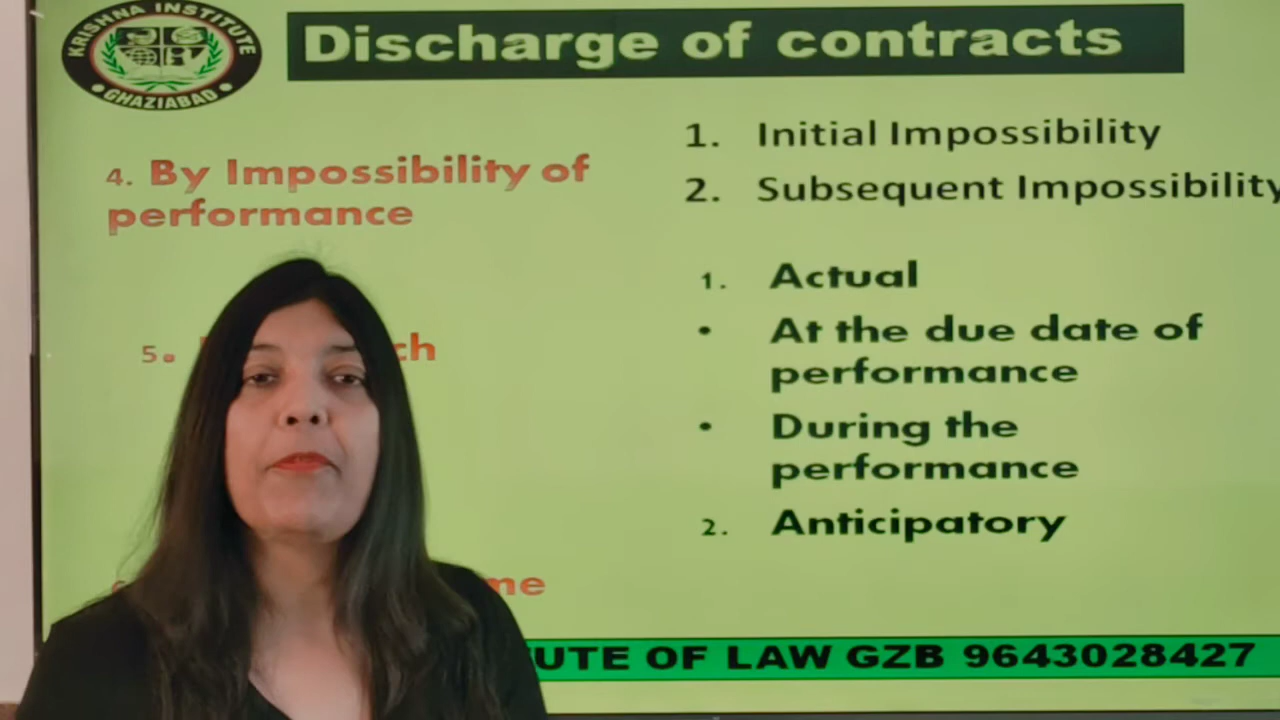 KRISHNA INSTITUTE
GHAZIABAD
Discharge of contracts
4. By Impossibility of
performance
1. Initial Impossibility
2. Subsequent Impossibility
5.
1. Actual
• At the due date of
performance
• During the
performance
2. Anticipatory
UTE OF LAW GZB 9643028427